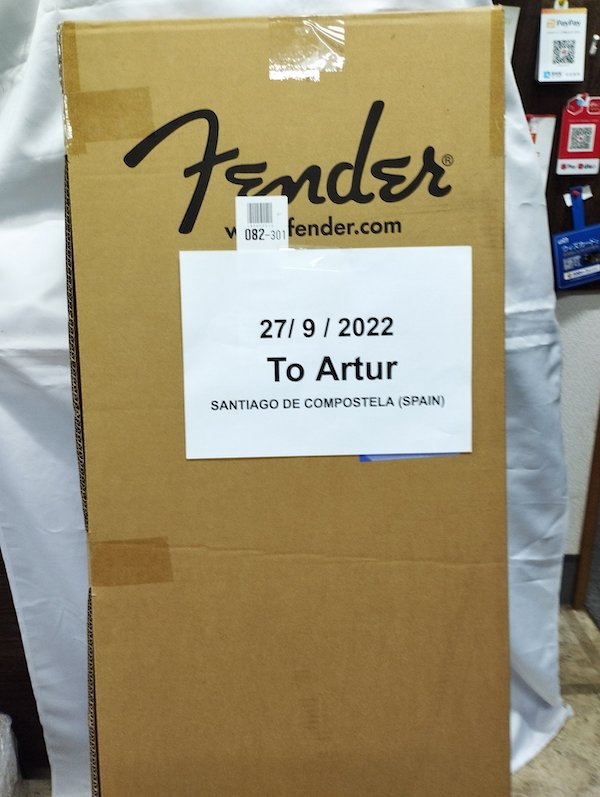 Fender®
fender.com
082-301
27/ 9 / 2022
To Artur
SANTIAGO DE COMPOSTELA (SPAIN)
PayPay